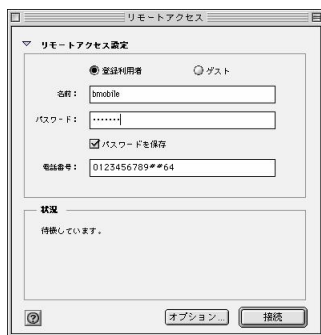 リモートアクセス
リモートアクセス設定
登録利用者 ゲスト
名前： bmobile
パスワード： •••••••
パスワードを保存
電話番号： 0123456789##64
状況
待機しています。
? オプション... 接続